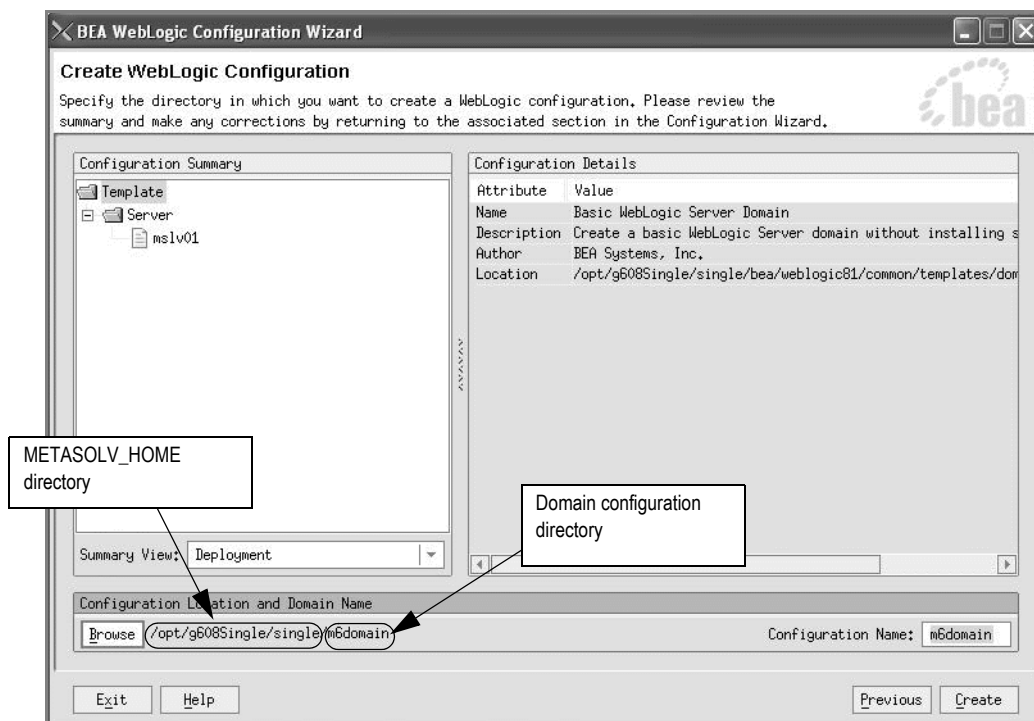 BEA WebLogic Configuration Wizard
Create WebLogic Configuration
Specify the directory in which you want to create a WebLogic configuration. Please review the
summary and make any corrections by returning to the associated section in the Configuration Wizard.
bea
Configuration Summary
Template
Server
mslv01
Configuration Details
Attribute Value
Name Basic WebLogic Server Domain
Description Create a basic WebLogic Server domain without installing s
Author BEA Systems, Inc.
Location /opt/g608Single/single/bea/weblogic81/common/templates/dom
METASOLV_HOME
directory
Domain configuration
directory
Summary View: Deployment
Configuration Location and Domain Name
Browse /opt/g608Single/single/m6domain Configuration Name: m6domain
Exit Help Previous Create